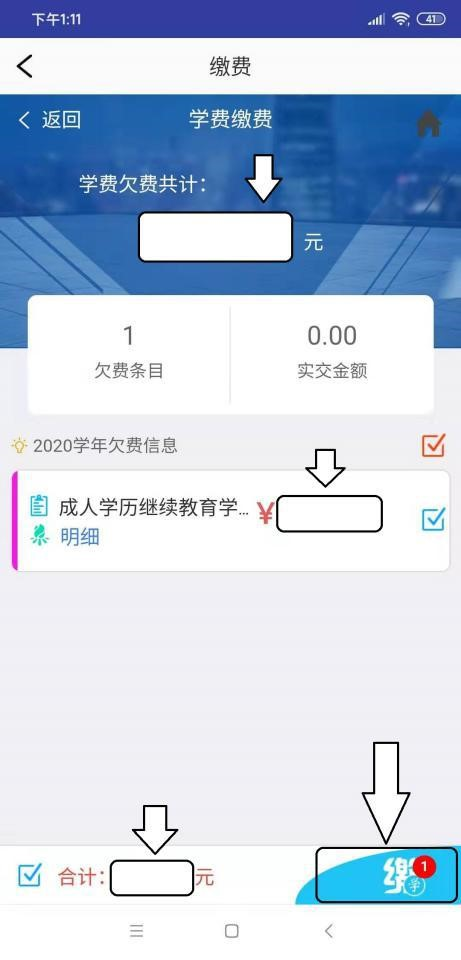 下午1:11
41
缴费
返回
学费缴费
学费欠费共计：
元
1
0.00
欠费条目
实交金额
2020学年欠费信息
成人学历继续教育学... ¥
明细
合计： 元
缴 1
学